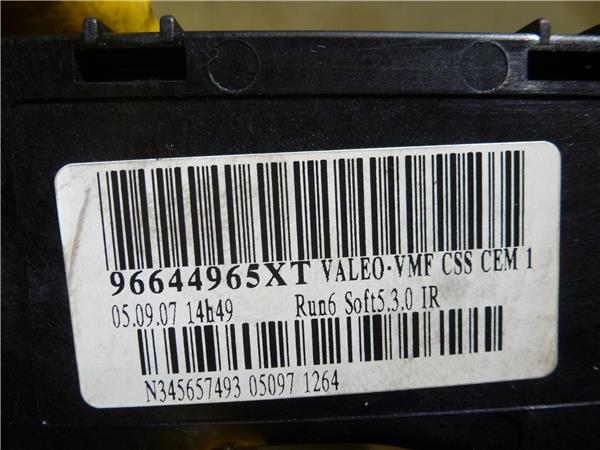 96644965XT VALEO-VMF CSS CEM 1
05.09.07 14h49 Run6 Soft5.3.0 IR
N345657493 05097 1264